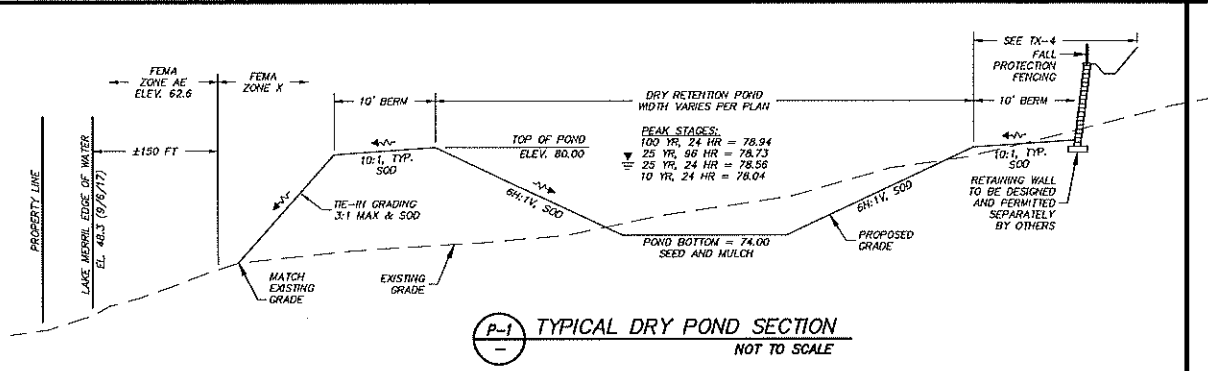 SEE TX-4
FALL
PROTECTION
FENCING
FEMA
ZONE AE
ELEV. 62.6
FEMA
ZONE X
10' BERM
DRY RETENTION POND
WIDTH VARIES PER PLAN
10' BERM
±150 FT
PROPERTY LINE
LAKE MERRIL EDGE OF WATER
EL. 48.3 (9/6/17)
10:1, TYP.
SOD
TOP OF POND
ELEV. 80.00
PEAK STAGES:
100 YR, 24 HR = 78.94
25 YR, 96 HR = 78.73
25 YR, 24 HR = 78.56
10 YR, 24 HR = 78.04
10:1, TYP.
SOD
TIE-IN GRADING
3:1 MAX & SOD
6H:1V, SOD
6H:1V, SOD
RETAINING WALL
TO BE DESIGNED
AND PERMITTED
SEPARATELY
BY OTHERS
POND BOTTOM = 74.00
SEED AND MULCH
PROPOSED
GRADE
MATCH
EXISTING
GRADE
EXISTING
GRADE
P-1
-
TYPICAL DRY POND SECTION
NOT TO SCALE